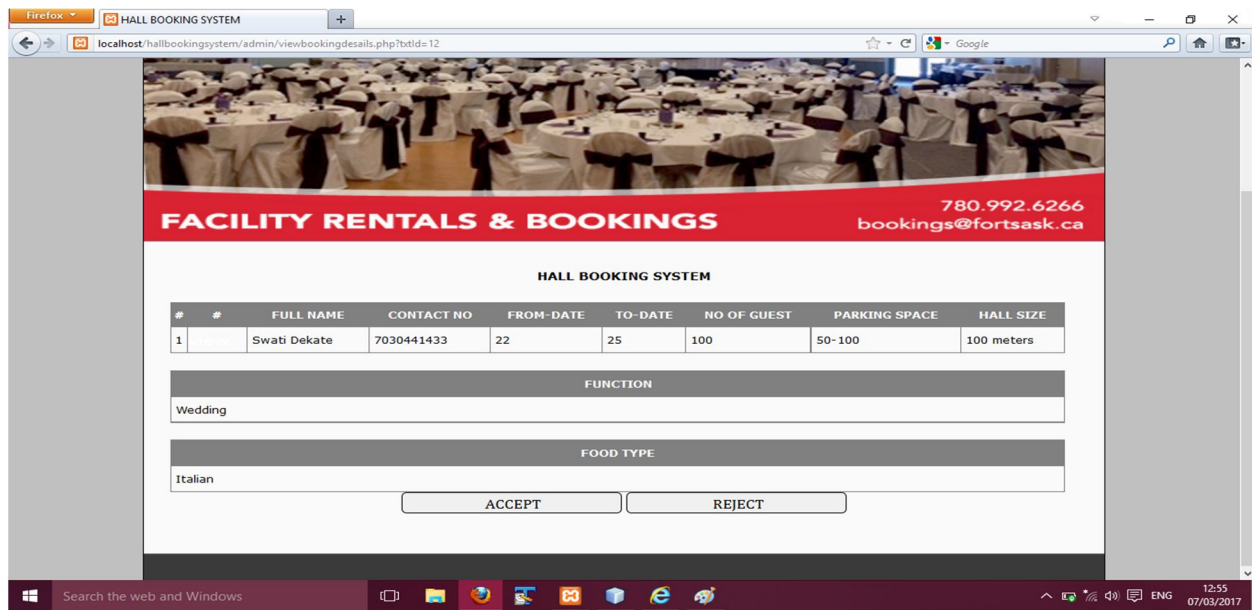 Firefox
HALL BOOKING SYSTEM
+
localhost/hallbookingsystem/admin/viewbookingdesails.php?txtId=12
Google
780.992.6266
FACILITY RENTALS & BOOKINGS
bookings@fortsask.ca
HALL BOOKING SYSTEM
# # FULL NAME CONTACT NO FROM-DATE TO-DATE NO OF GUEST PARKING SPACE HALL SIZE
1 Swati Dekate 7030441433 22 25 100 50-100 100 meters
FUNCTION
Wedding
FOOD TYPE
Italian
ACCEPT REJECT
Search the web and Windows
ENG
12:55
07/03/2017